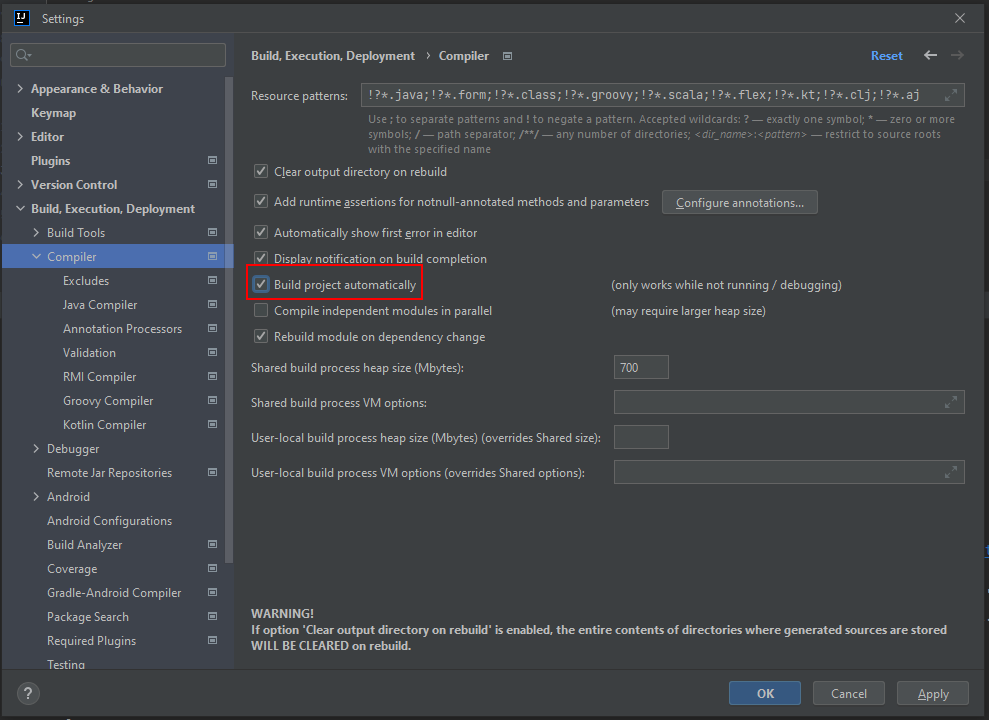 IJ
Settings
Appearance & Behavior
Keymap
Editor
Plugins
Version Control
Build, Execution, Deployment
Build Tools
Compiler
Excludes
Java Compiler
Annotation Processors
Validation
RMI Compiler
Groovy Compiler
Kotlin Compiler
Debugger
Remote Jar Repositories
Android
Android Configurations
Build Analyzer
Coverage
Gradle-Android Compiler
Package Search
Required Plugins
Testing
Build, Execution, Deployment › Compiler
Reset
Resource patterns: !?*.java;!?*.form;!?*.class;!?*.groovy;!?*.scala;!?*.flex;!?*.kt;!?*.clj;!?*.aj
Use ; to separate patterns and ! to negate a pattern. Accepted wildcards: ? — exactly one symbol; * — zero or more
symbols; / — path separator; /**/ — any number of directories; <dir_name>:<pattern> — restrict to source roots
with the specified name
Clear output directory on rebuild
Add runtime assertions for notnull-annotated methods and parameters Configure annotations...
Automatically show first error in editor
Display notification on build completion
Build project automatically (only works while not running / debugging)
Compile independent modules in parallel (may require larger heap size)
Rebuild module on dependency change
Shared build process heap size (Mbytes): 700
Shared build process VM options:
User-local build process heap size (Mbytes) (overrides Shared size):
User-local build process VM options (overrides Shared options):
WARNING!
If option 'Clear output directory on rebuild' is enabled, the entire contents of directories where generated sources are stored
WILL BE CLEARED on rebuild.
? OK Cancel Apply